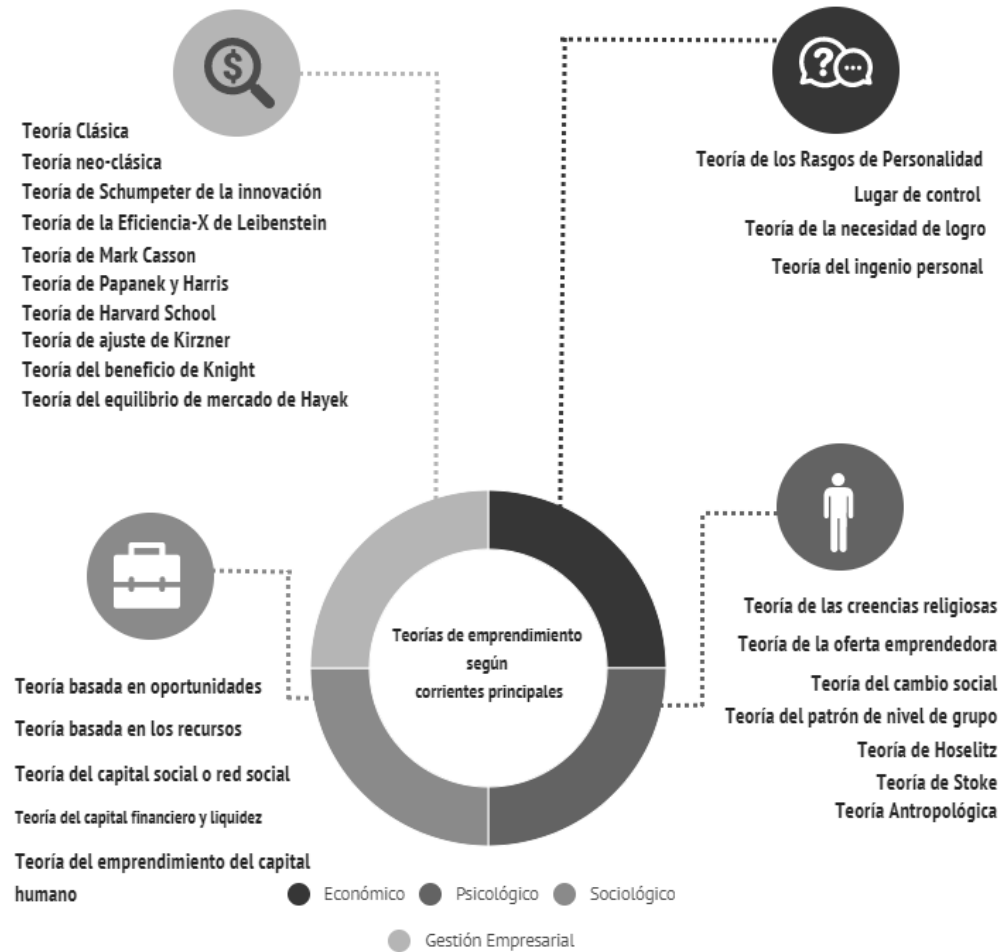 $
?
Teoría Clásica
Teoría neo-clásica
Teoría de Schumpeter de la innovación
Teoría de la Eficiencia-X de Leibenstein
Teoría de Mark Casson
Teoría de Papanek y Harris
Teoría de Harvard School
Teoría de ajuste de Kirzner
Teoría del beneficio de Knight
Teoría del equilibrio de mercado de Hayek
Teoría de los Rasgos de Personalidad
Lugar de control
Teoría de la necesidad de logro
Teoría del ingenio personal
Teorías de emprendimiento
según
corrientes principales
Teoría basada en oportunidades
Teoría basada en los recursos
Teoría del capital social o red social
Teoría del capital financiero y liquidez
Teoría del emprendimiento del capital
humano
Teoría de las creencias religiosas
Teoría de la oferta emprendedora
Teoría del cambio social
Teoría del patrón de nivel de grupo
Teoría de Hoselitz
Teoría de Stoke
Teoría Antropológica
Económico Psicológico Sociológico
Gestión Empresarial